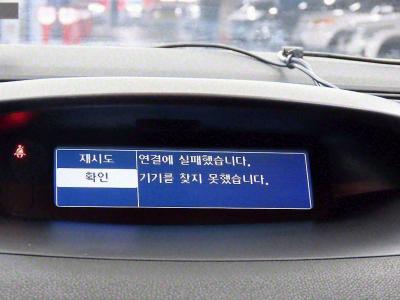 재시도
연결에 실패했습니다.
확인
기기를 찾지 못했습니다.